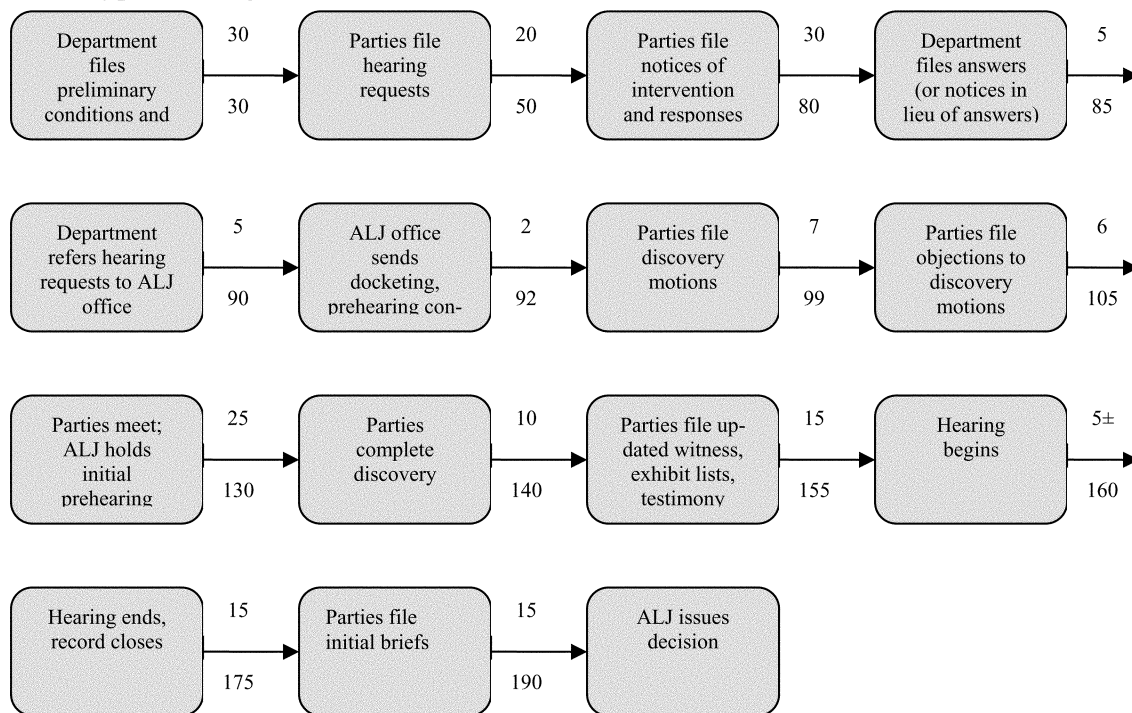 Department
files
preliminary
conditions and
30
30
Parties file
hearing
requests
20
50
Parties file
notices of
intervention
and responses
30
80
Department
files answers
(or notices in
lieu of answers)
5
85
Department
refers hearing
requests to ALJ
office
5
90
ALJ office
sends
docketing,
prehearing con-
2
92
Parties file
discovery
motions
7
99
Parties file
objections to
discovery
motions
6
105
Parties meet;
ALJ holds
initial
prehearing
25
130
Parties
complete
discovery
10
140
Parties file up-
dated witness,
exhibit lists,
testimony
15
155
Hearing
begins
5±
160
Hearing ends,
record closes
15
175
Parties file
initial briefs
15
190
ALJ issues
decision